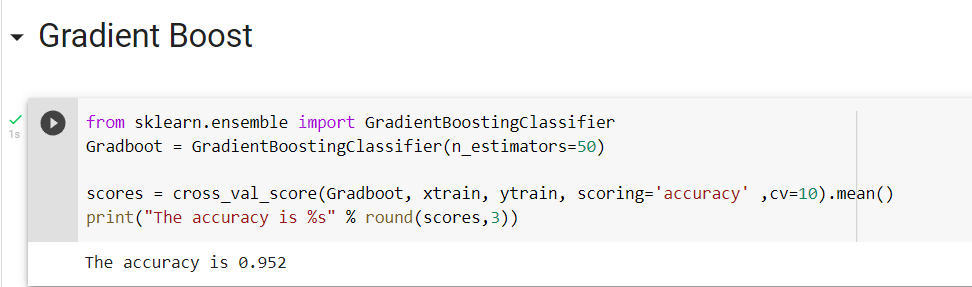 Gradient Boost
1s
from sklearn.ensemble import GradientBoostingClassifier
Gradboot = GradientBoostingClassifier(n_estimators=50)
scores = cross_val_score(Gradboot, xtrain, ytrain, scoring='accuracy' ,cv=10).mean()
print("The accuracy is %s" % round(scores,3))
The accuracy is 0.952